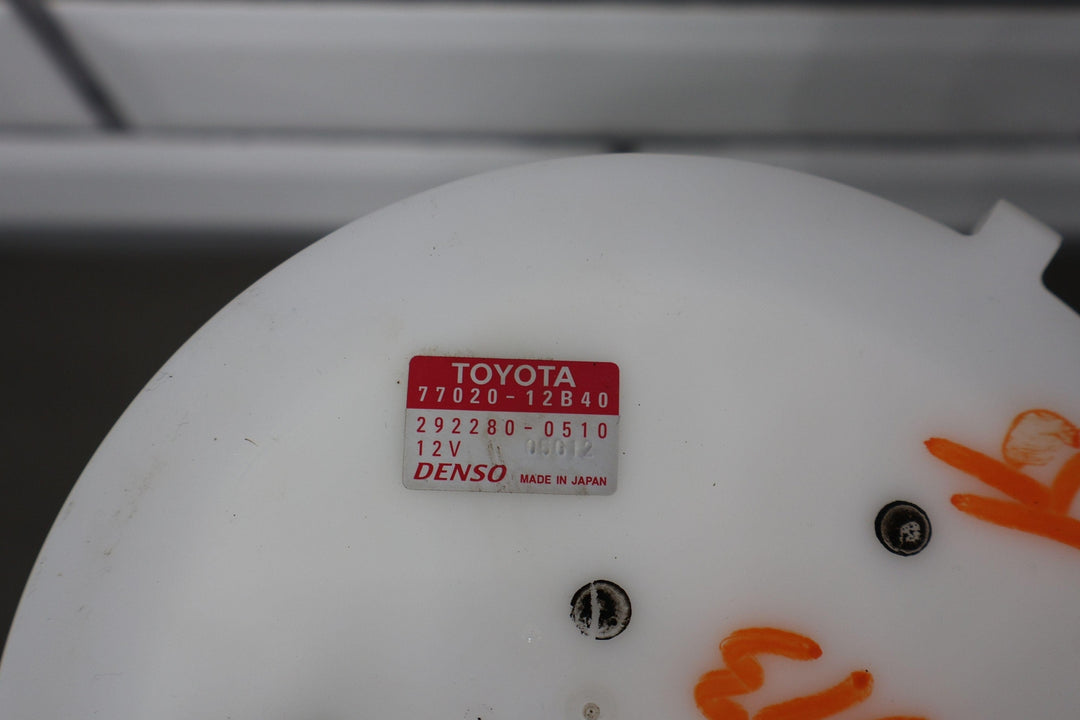 TOYOTA
77020-12B40
292280-0510
12V
DENSO MADE IN JAPAN